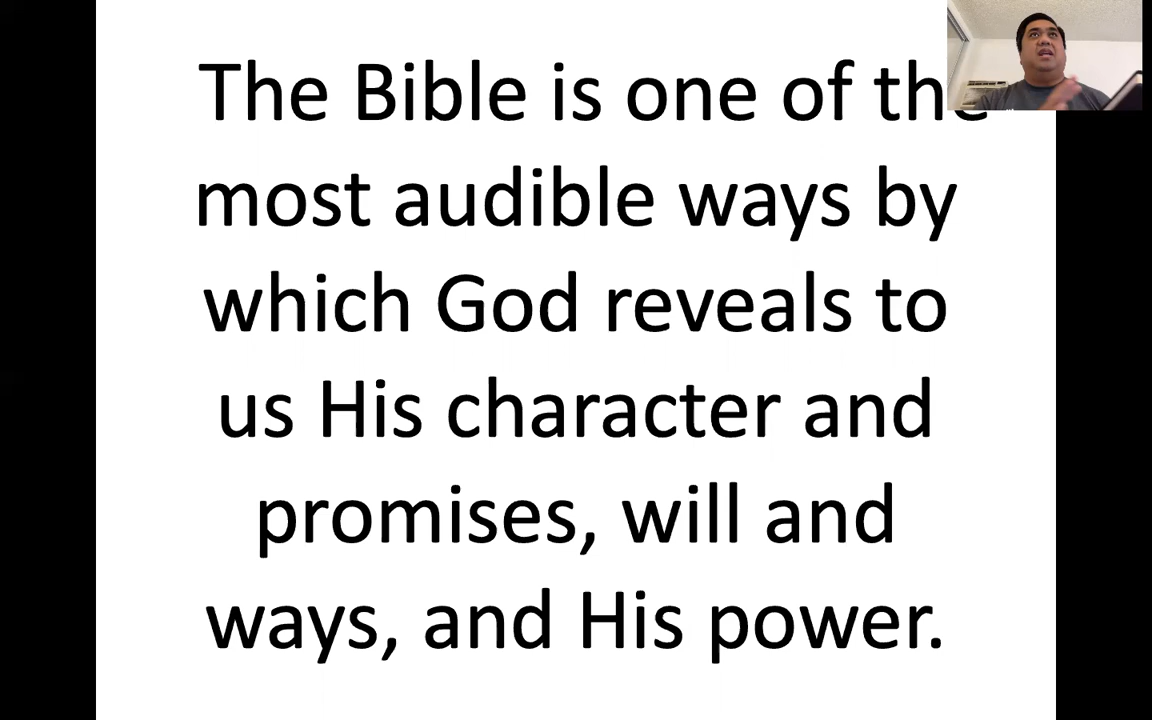 The Bible is one of the
most audible ways by
which God reveals to
us His character and
promises, will and
ways, and His power.